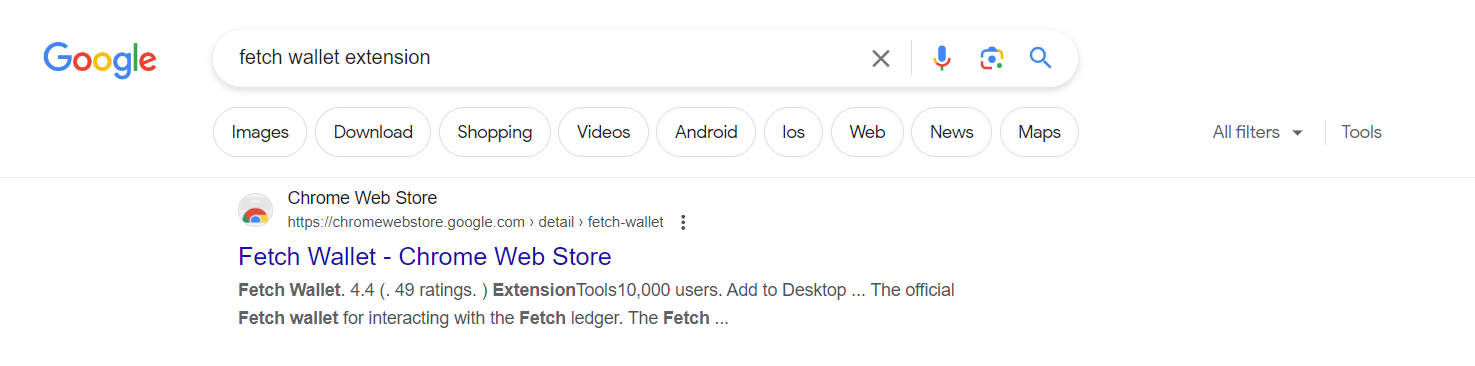 Google
fetch wallet extension
Images
Download
Shopping
Videos
Android
Ios
Web
News
Maps
All filters
Tools
Chrome Web Store
https://chromewebstore.google.com › detail › fetch-wallet
Fetch Wallet - Chrome Web Store
Fetch Wallet. 4.4 (. 49 ratings. ) ExtensionTools10,000 users. Add to Desktop ... The official
Fetch wallet for interacting with the Fetch ledger. The Fetch ...